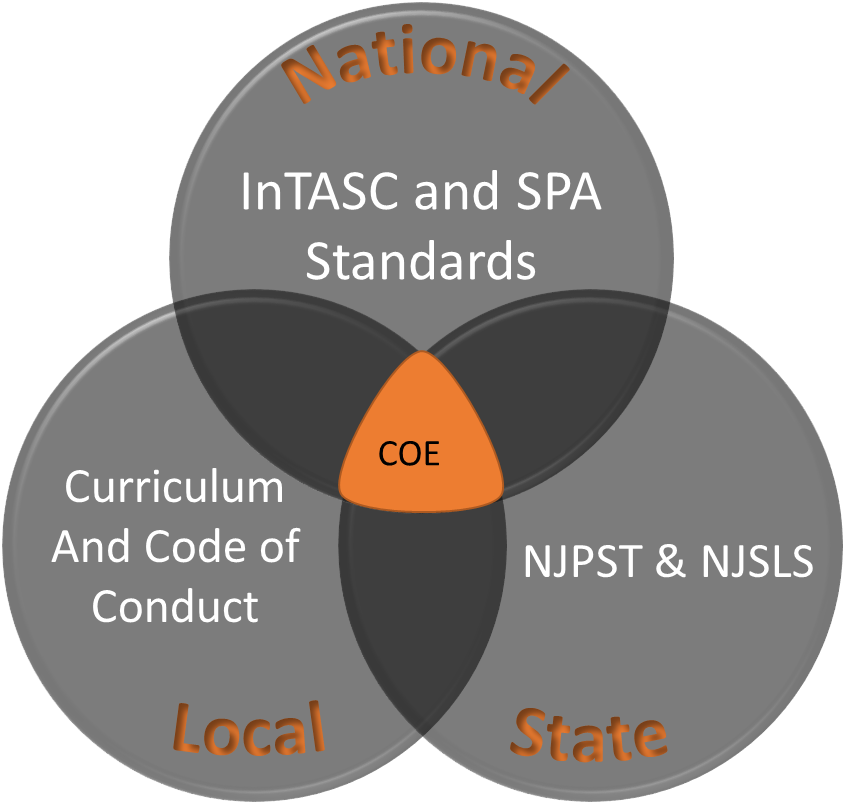 National
InTASC and SPA
Standards
COE
Curriculum
And Code of
Conduct
NJPST & NJSLS
Local
State